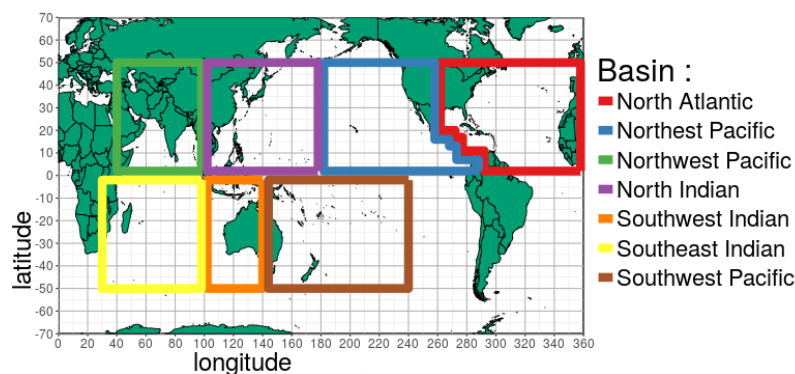 70
60
50
40
30
20
10
0
-10
-20
-30
-40
-50
-60
-70
latitude
0 20 40 60 80 100 120 140 160 180 200 220 240 260 280 300 320 340 360
longitude
Basin :
North Atlantic
Northest Pacific
Northwest Pacific
North Indian
Southwest Indian
Southeast Indian
Southwest Pacific